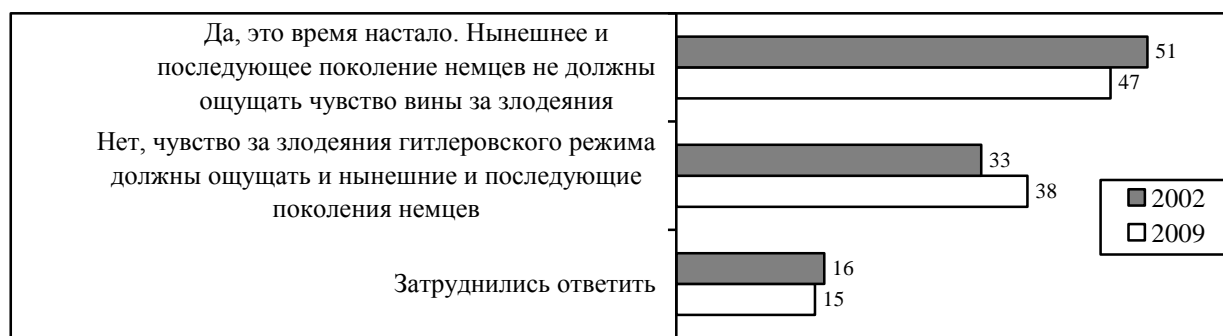 Да, это время настало. Нынешнее и
последующее поколение немцев не должны
ощущать чувство вины за злодеяния
51
47
Нет, чувство за злодеяния гитлеровского режима
должны ощущать и нынешние и последующие
поколения немцев
33
38
Затруднились ответить
16
15
2002
2009